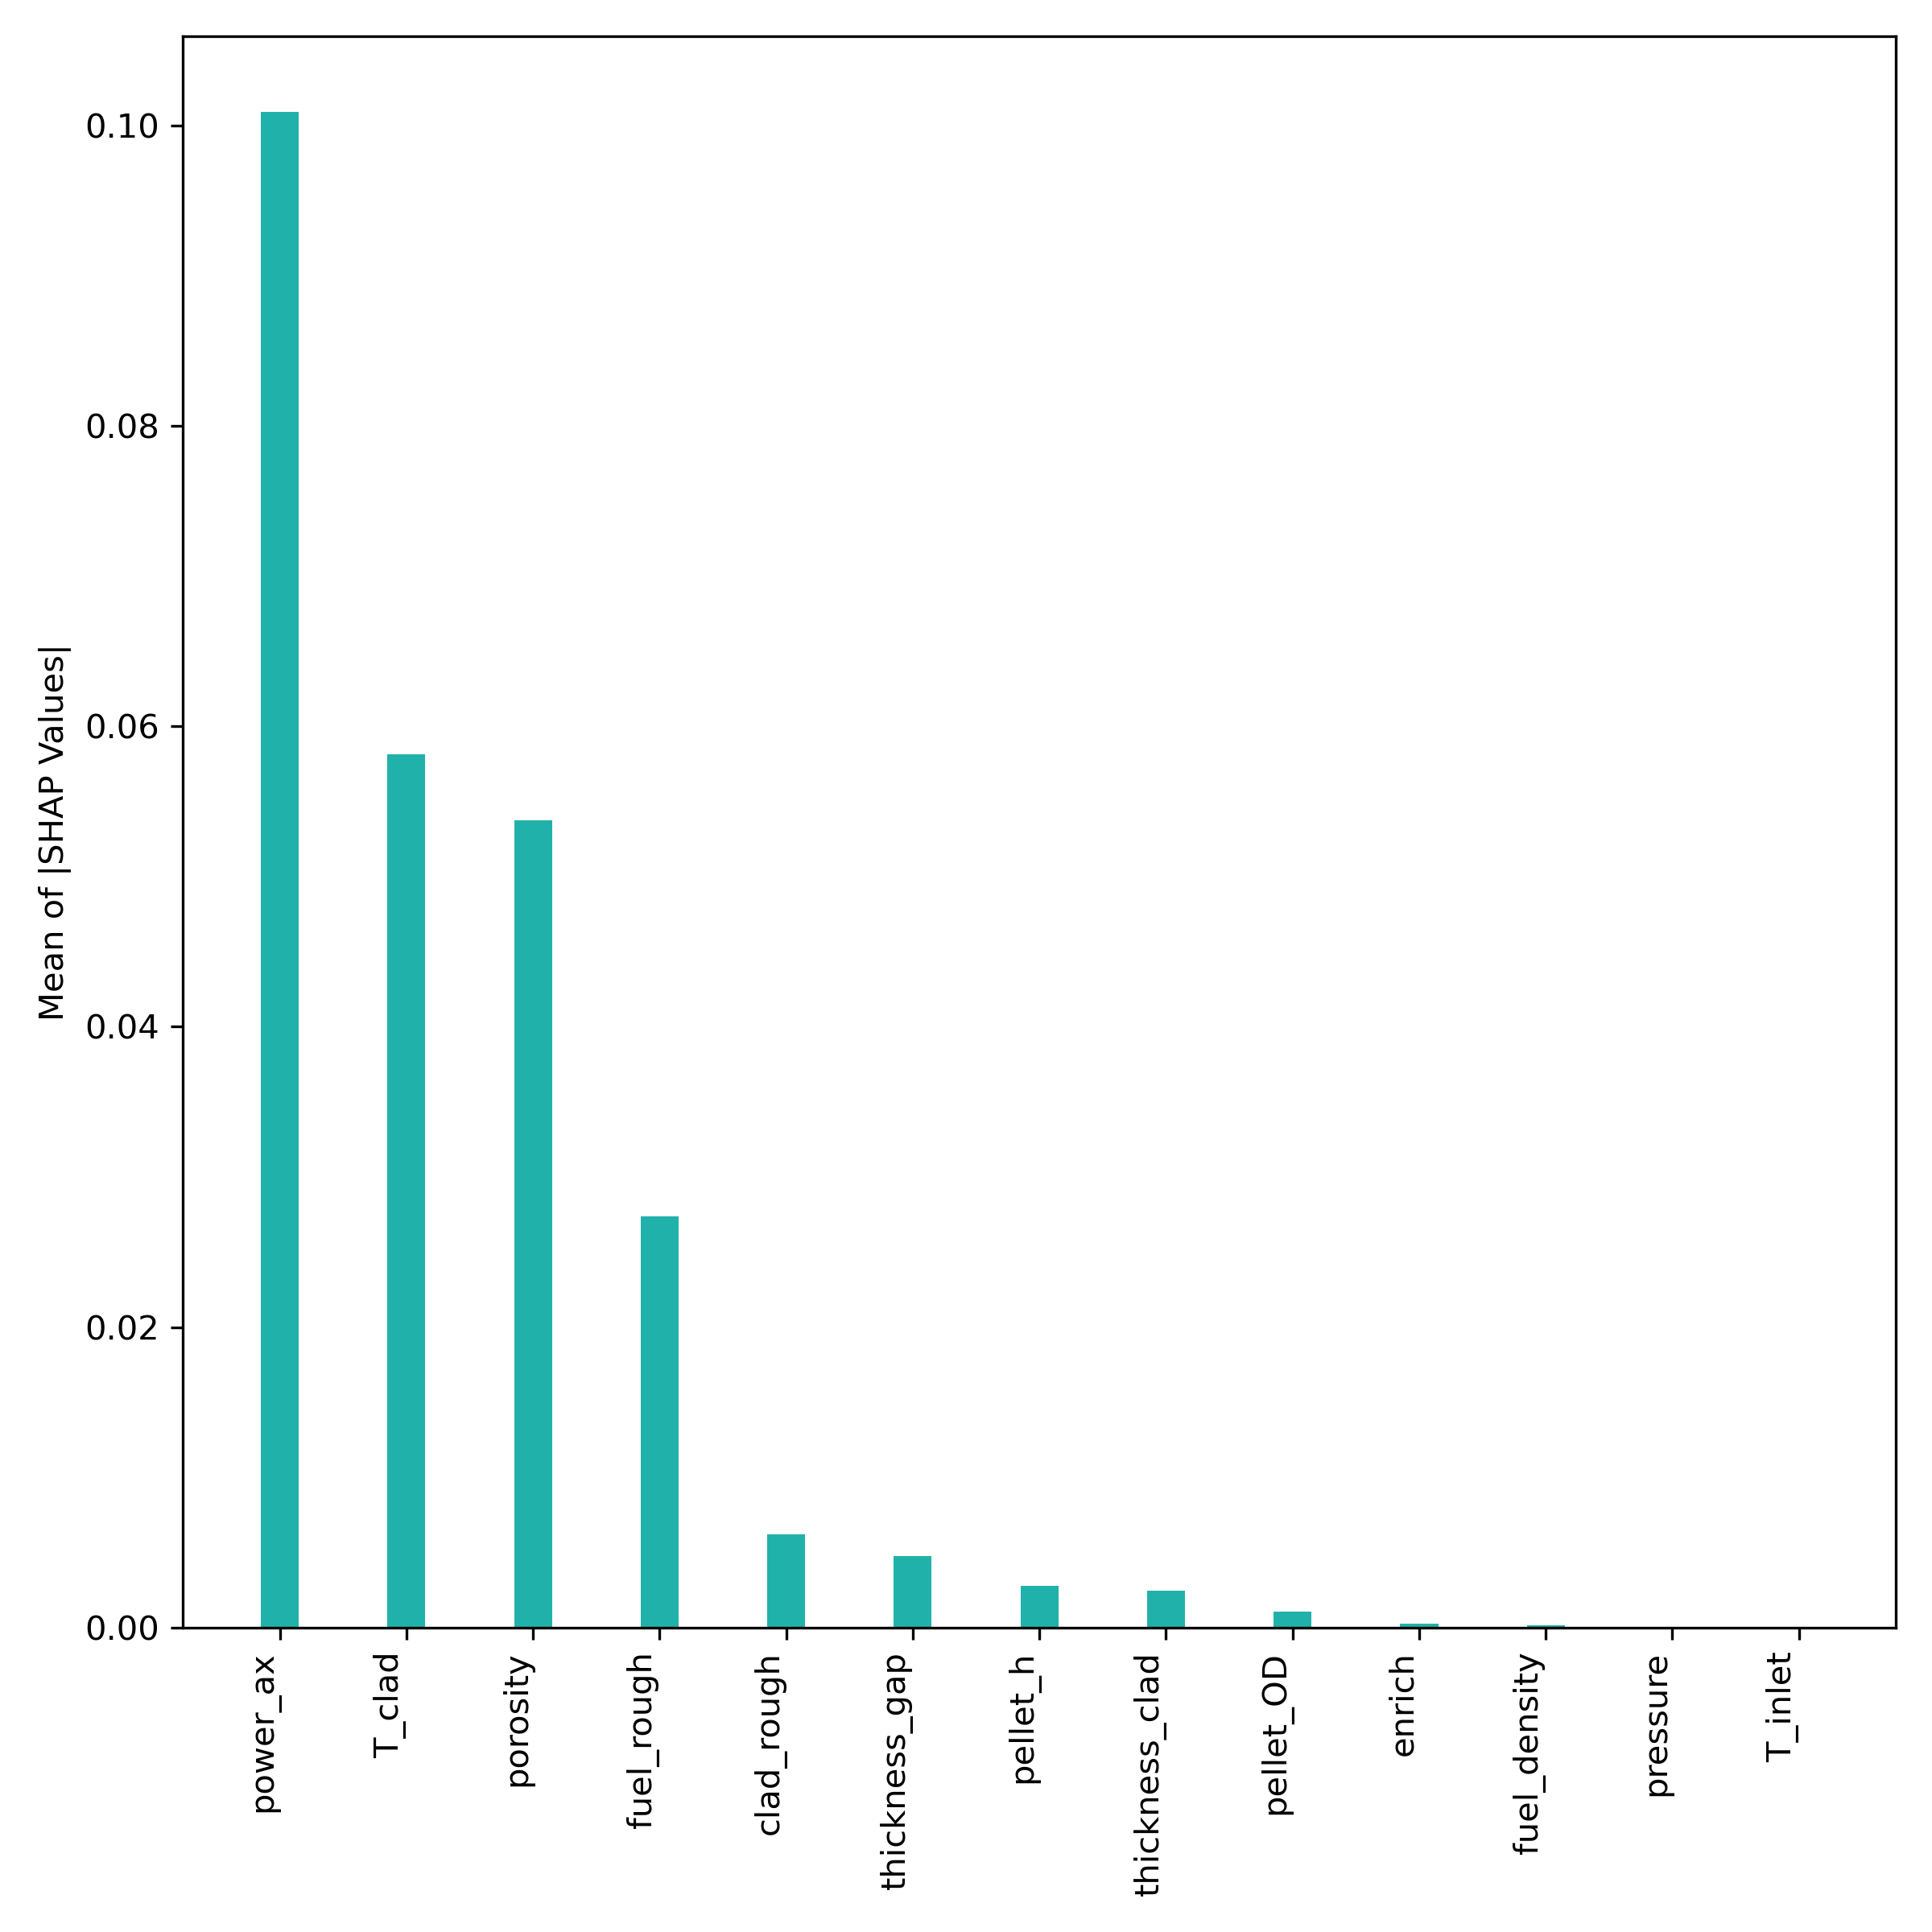 Mean of |SHAP Values|
0.10
0.08
0.06
0.04
0.02
0.00
power_ax
T_clad
porosity
fuel_rough
clad_rough
thickness_gap
pellet_h
thickness_clad
pellet_OD
enrich
fuel_density
pressure
T_inlet